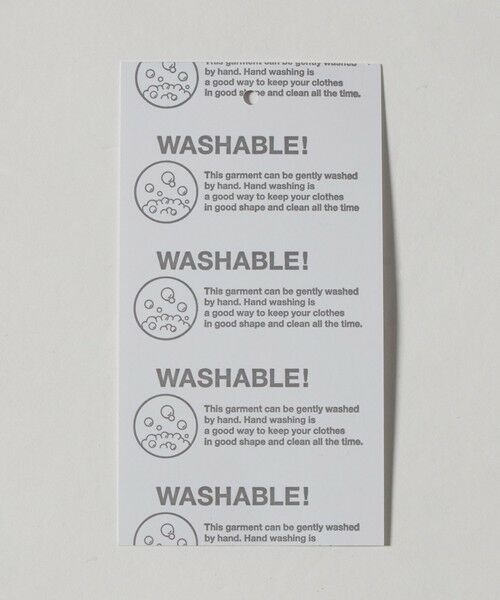 This garment can be gently washed
by hand. Hand washing is
a good way to keep your clothes
in good shape and clean all the time.
WASHABLE!
This garment can be gently washed
by hand. Hand washing is
a good way to keep your clothes
in good shape and clean all the time
WASHABLE!
This garment can be gently washed
by hand. Hand washing is
a good way to keep your clothes
in good shape and clean all the time.
WASHABLE!
This garment can be gently washed
by hand. Hand washing is
a good way to keep your clothes
in good shape and clean all the time.
WASHABLE!
This garment can be gently washed
by hand. Hand washing is